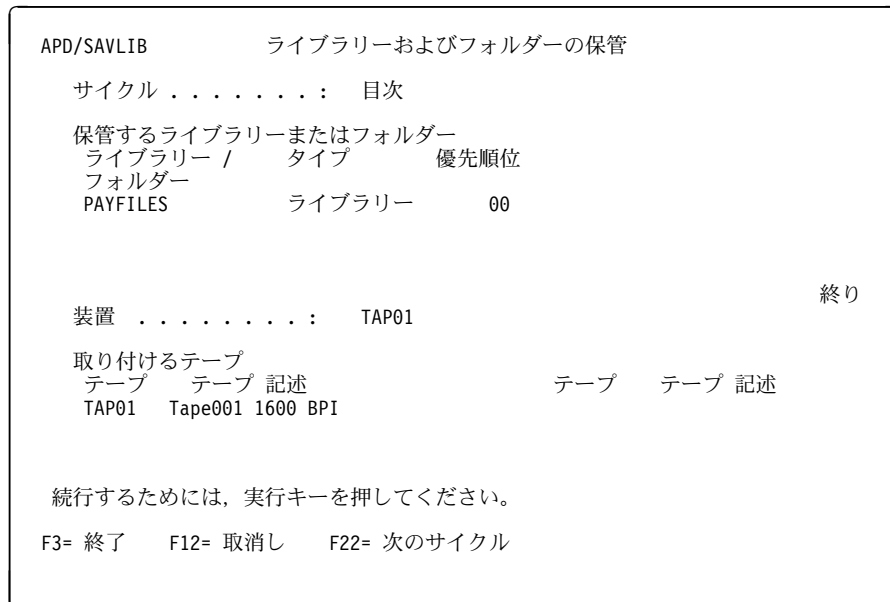 APD/SAVLIB ライブラリーおよびフォルダーの保管
サイクル . . . . . . . : 目次
保管するライブラリーまたはフォルダー
ライブラリー / タイプ 優先順位
フォルダー
PAYFILES ライブラリー 00
終り
装置 . . . . . . . . . : TAP01
取り付けるテープ
テープ テープ 記述 テープ テープ 記述
TAP01 Tape001 1600 BPI
続行するためには, 実行キーを押してください。
F3= 終了 F12= 取消し F22= 次のサイクル